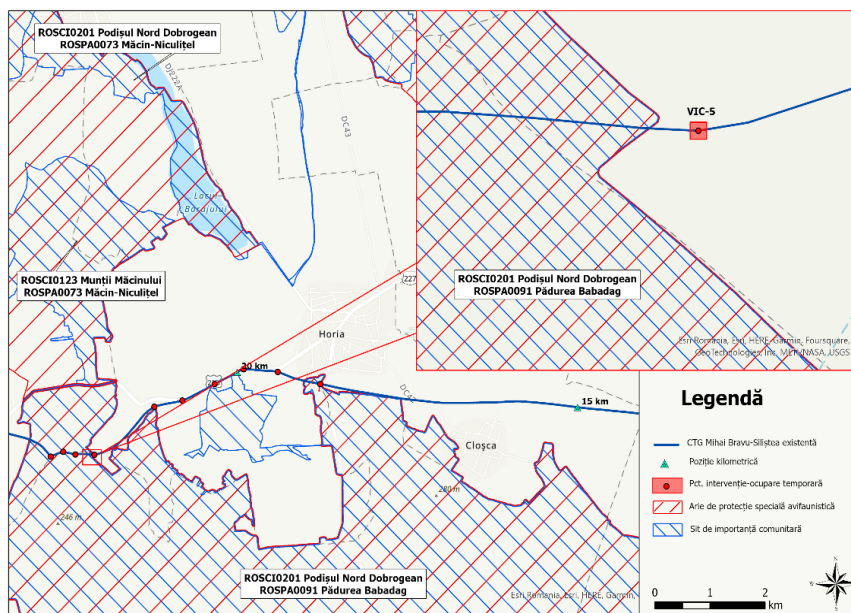 ROSCI0201 Podișul Nord Dobrogean
ROSPA0073 Măcin-Niculițel
DJ222A
DC43
VIC-5
Lacul
Barajului
ROSCI0123 Munții Măcinului
ROSPA0073 Măcin-Niculițel
227
ROSCI0201 Podișul Nord Dobrogean
ROSPA0091 Pădurea Babadag
Esri Romania, Esri, HERE, Garmin, Foursquare,
GeoTechnologies, Inc, METI/NASA, USGS
Horia
20 km
15 km
Cloșca
280 m
246 m
ROSCI0201 Podișul Nord Dobrogean
ROSPA0091 Pădurea Babadag
Esri Romania, Esri, HERE, Garmin,
Legendă
CTG Mihai Bravu-Siliștea existentă
Poziție kilometrică
Pct. intervenție-ocupare temporară
Arie de protecție specială avifaunistică
Sit de importanță comunitară
0 1 2
km
N